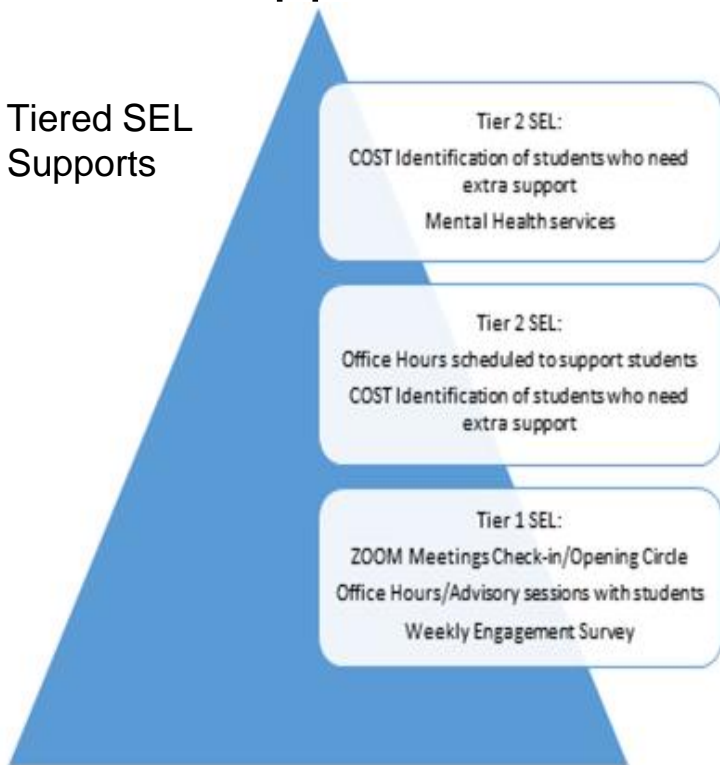 Tiered SEL
Supports
Tier 2 SEL:
COST Identification of students who need
extra support
Mental Health services
Tier 2 SEL:
Office Hours scheduled to support students
COST Identification of students who need
extra support
Tier 1 SEL:
ZOOM Meetings Check-in/Opening Circle
Office Hours/Advisory sessions with students
Weekly Engagement Survey